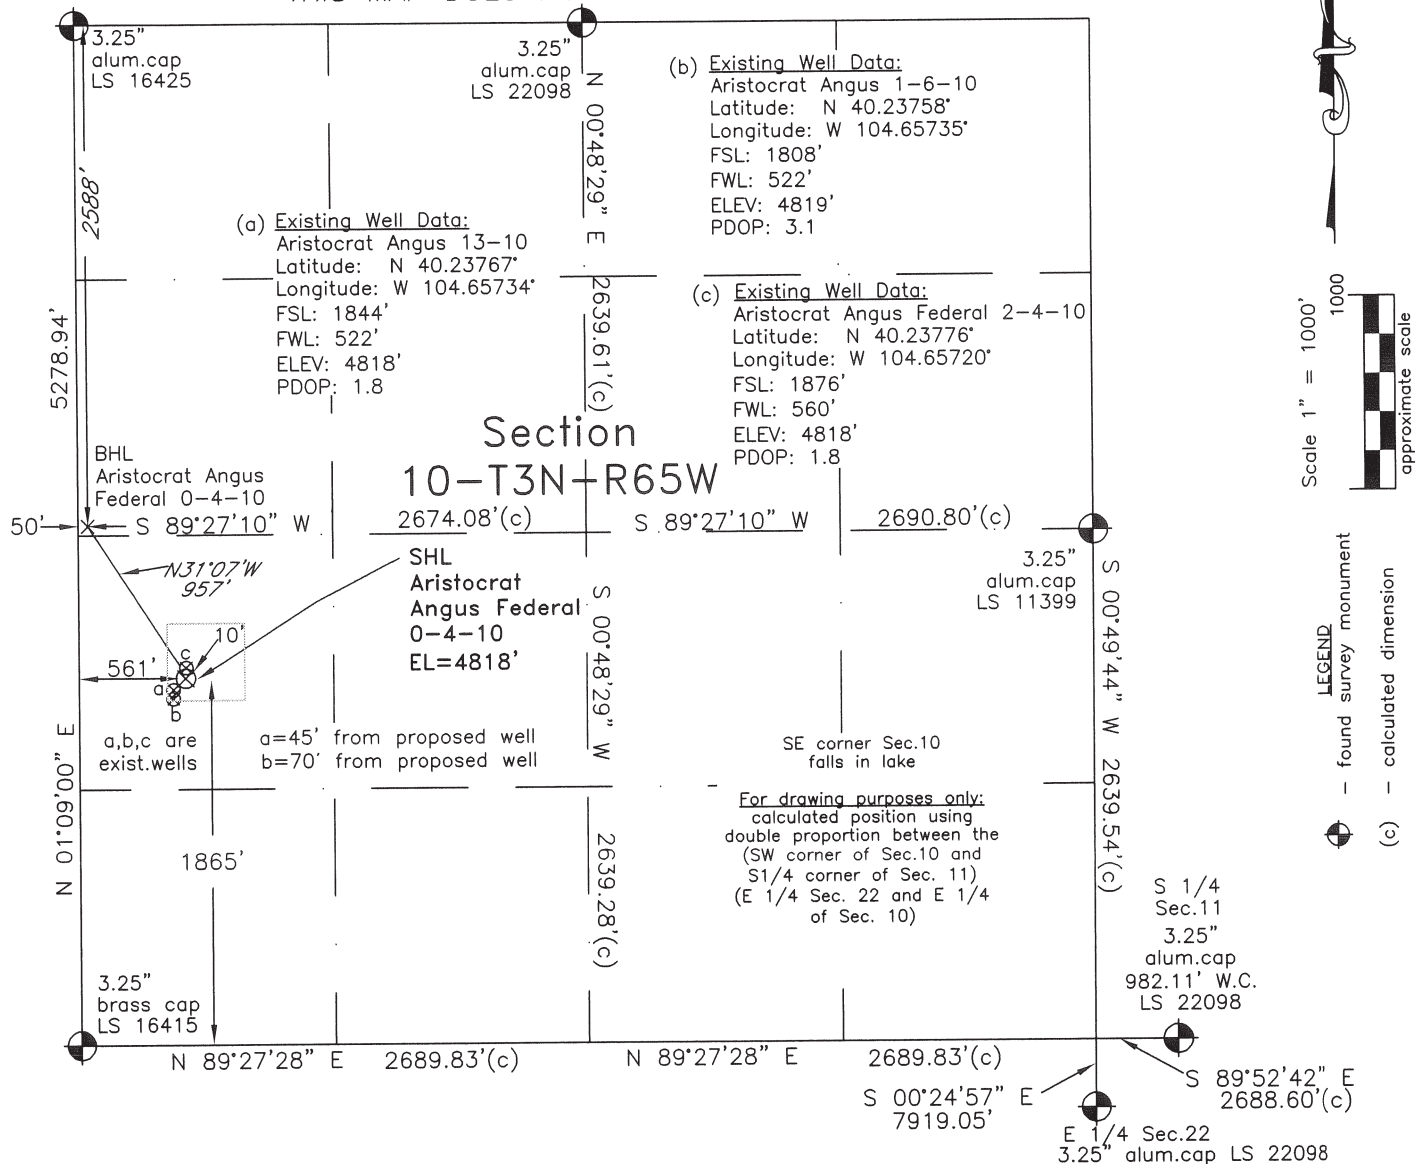 3.25"
alum.cap
LS 16425
3.25"
alum.cap
LS 22098
N 00°48'29" E
2639.61'(c)
(b) Existing Well Data:
Aristocrat Angus 1-6-10
Latitude: N 40.23758°
Longitude: W 104.65735°
FSL: 1808'
FWL: 522'
ELEV: 4819'
PDOP: 3.1
2588'
5278.94'
(a) Existing Well Data:
Aristocrat Angus 13-10
Latitude: N 40.23767°
Longitude: W 104.65734°
FSL: 1844'
FWL: 522'
ELEV: 4818'
PDOP: 1.8
(c) Existing Well Data:
Aristocrat Angus Federal 2-4-10
Latitude: N 40.23776°
Longitude: W 104.65720°
FSL: 1876'
FWL: 560'
ELEV: 4818'
PDOP: 1.8
Section
10-T3N-R65W
BHL
Aristocrat Angus
Federal 0-4-10
50'
S 89°27'10" W 2674.08'(c) S 89°27'10" W 2690.80'(c)
N31°07'W
957'
SHL
Aristocrat
Angus Federal
0-4-10
EL=4818'
3.25"
alum.cap
LS 11399
S 00°48'29" W
2639.28'(c)
S 00°49'44" W 2639.54'(c)
10'
561'
c
a
b
a,b,c are
exist.wells
a=45' from proposed well
b=70' from proposed well
N 01°09'00" E
1865'
SE corner Sec.10
falls in lake
For drawing purposes only:
calculated position using
double proportion between the
(SW corner of Sec.10 and
S1/4 corner of Sec. 11)
(E 1/4 Sec. 22 and E 1/4
of Sec. 10)
S 1/4
Sec.11
3.25"
alum.cap
982.11' W.C.
LS 22098
3.25"
brass cap
LS 16415
N 89°27'28" E 2689.83'(c) N 89°27'28" E 2689.83'(c)
S 00°24'57" E
7919.05'
S 89°52'42" E
2688.60'(c)
E 1/4 Sec.22
3.25" alum.cap LS 22098
Scale 1" = 1000'
1000
approximate scale
LEGEND
- found survey monument
(c) - calculated dimension